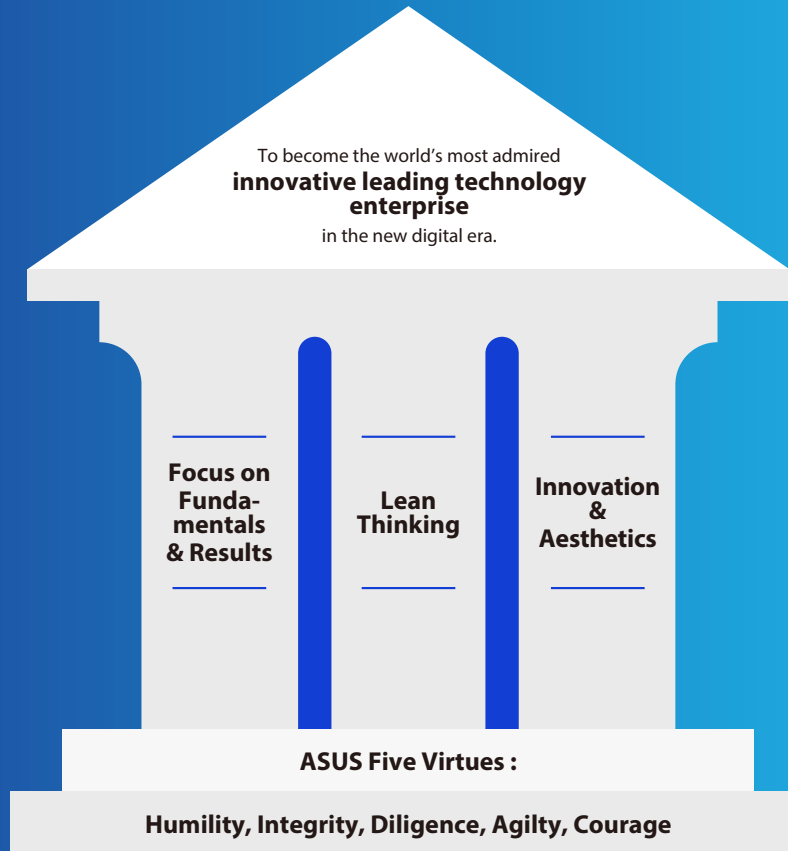 To become the world's most admired
innovative leading technology
enterprise
in the new digital era.
Focus on
Funda-
mentals
& Results
Lean
Thinking
Innovation
&
Aesthetics
ASUS Five Virtues :
Humility, Integrity, Diligence, Agilty, Courage